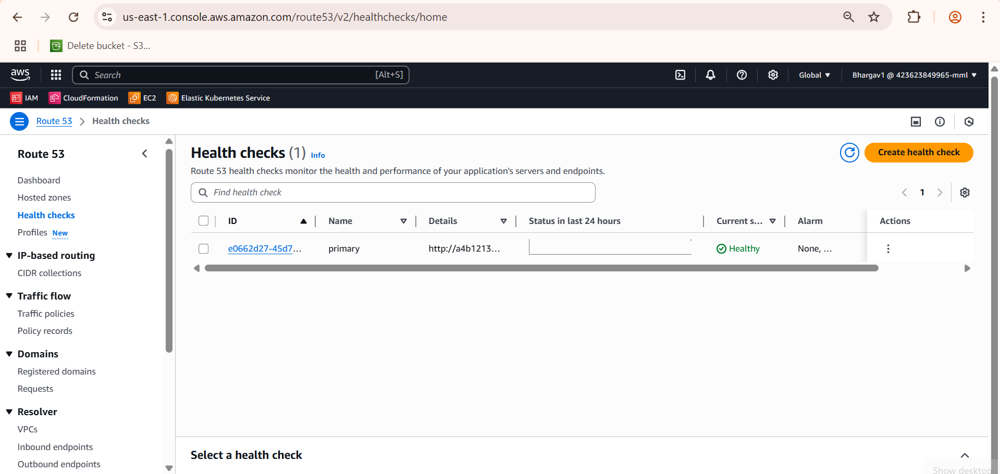 us-east-1.console.aws.amazon.com/route53/v2/healthchecks/home
Delete bucket - S3...
aws
Search
[Alt+S]
Global
Bhargav1 @ 423623849965-mml
IAM
CloudFormation
EC2
Elastic Kubernetes Service
Route 53
Health checks
Route 53
Dashboard
Hosted zones
Health checks
Profiles New
IP-based routing
CIDR collections
Traffic flow
Traffic policies
Policy records
Domains
Registered domains
Requests
Resolver
VPCs
Inbound endpoints
Outbound endpoints
Health checks (1) Info
Create health check
Route 53 health checks monitor the health and performance of your application's servers and endpoints.
Find health check
1
ID Name Details Status in last 24 hours Current s... Alarm Actions
e0662d27-45d7... primary http://a4b1213... Healthy None, ...
Select a health check
Show desktop